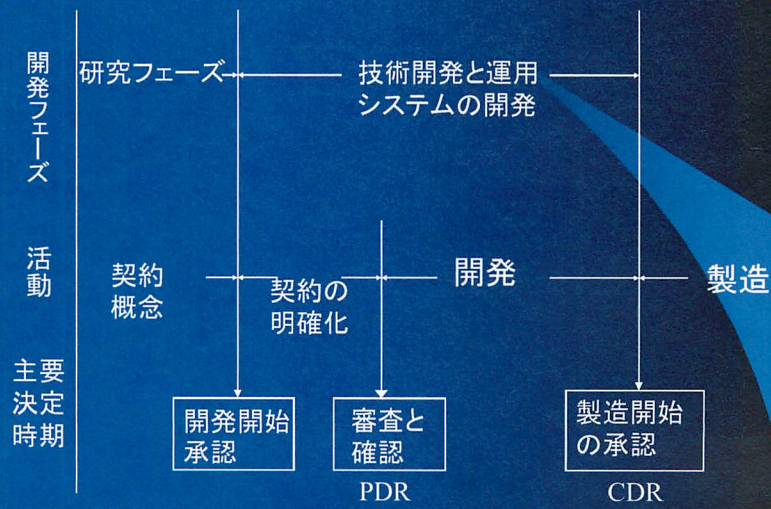 開発フェーズ
研究フェーズ
技術開発と運用
システムの開発
活動
契約
概念
契約の
明確化
開発
製造
主要
決定
時期
開発開始
承認
審査と
確認
製造開始
の承認
PDR
CDR